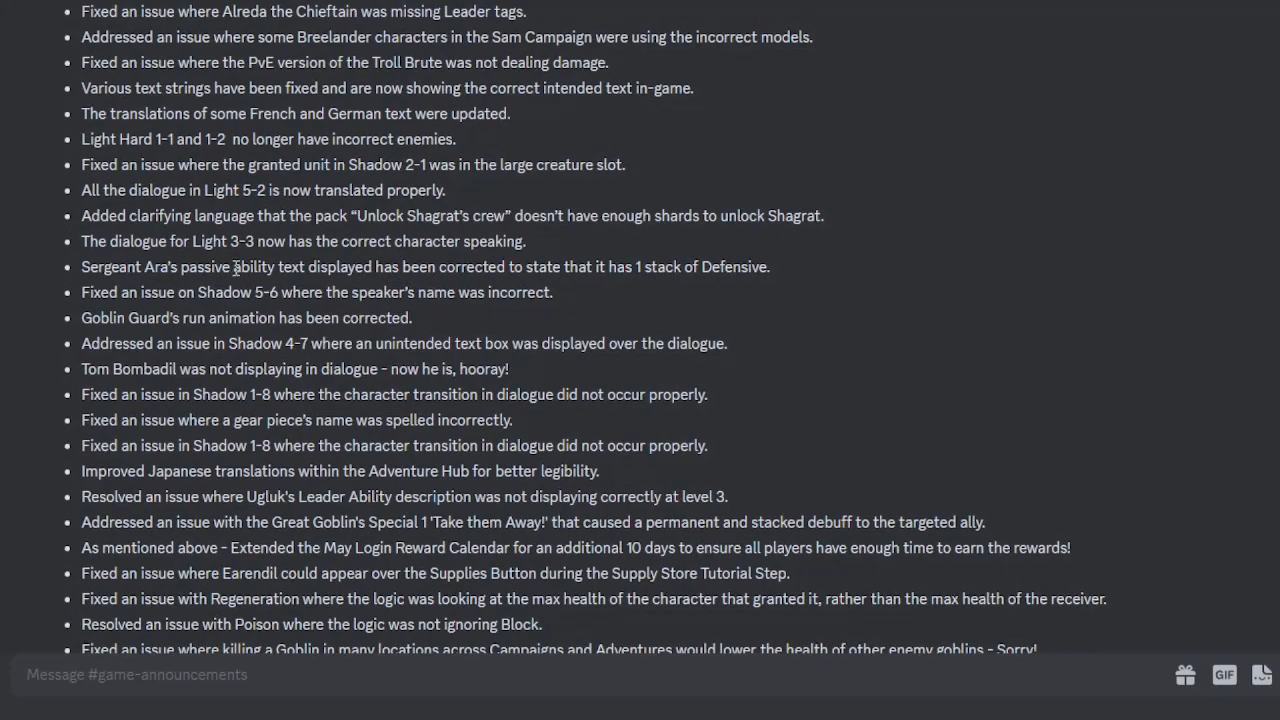 • Fixed an issue where Alreda the Chieftain was missing Leader tags.
• Addressed an issue where some Breelander characters in the Sam Campaign were using the incorrect models.
• Fixed an issue where the PvE version of the Troll Brute was not dealing damage.
• Various text strings have been fixed and are now showing the correct intended text in-game.
• The translations of some French and German text were updated.
• Light Hard 1-1 and 1-2  no longer have incorrect enemies.
• Fixed an issue where the granted unit in Shadow 2-1 was in the large creature slot.
• All the dialogue in Light 5-2 is now translated properly.
• Added clarifying language that the pack “Unlock Shagrat’s crew” doesn’t have enough shards to unlock Shagrat.
• The dialogue for Light 3-3 now has the correct character speaking.
• Sergeant Ara’s passive ability text displayed has been corrected to state that it has 1 stack of Defensive.
• Fixed an issue on Shadow 5-6 where the speaker’s name was incorrect.
• Goblin Guard’s run animation has been corrected.
• Addressed an issue in Shadow 4-7 where an unintended text box was displayed over the dialogue.
• Tom Bombadil was not displaying in dialogue - now he is, hooray!
• Fixed an issue in Shadow 1-8 where the character transition in dialogue did not occur properly.
• Fixed an issue where a gear piece’s name was spelled incorrectly.
• Fixed an issue in Shadow 1-8 where the character transition in dialogue did not occur properly.
• Improved Japanese translations within the Adventure Hub for better legibility.
• Resolved an issue where Ugluk's Leader Ability description was not displaying correctly at level 3.
• Addressed an issue with the Great Goblin's Special 1 'Take them Away!' that caused a permanent and stacked debuff to the targeted ally.
• As mentioned above - Extended the May Login Reward Calendar for an additional 10 days to ensure all players have enough time to earn the rewards!
• Fixed an issue where Earendil could appear over the Supplies Button during the Supply Store Tutorial Step.
• Fixed an issue with Regeneration where the logic was looking at the max health of the character that granted it, rather than the max health of the receiver.
• Resolved an issue with Poison where the logic was not ignoring Block.
• Fixed an issue where killing a Goblin in many locations across Campaigns and Adventures would lower the health of other enemy goblins - Sorry!
Message #game-announcements
GIF